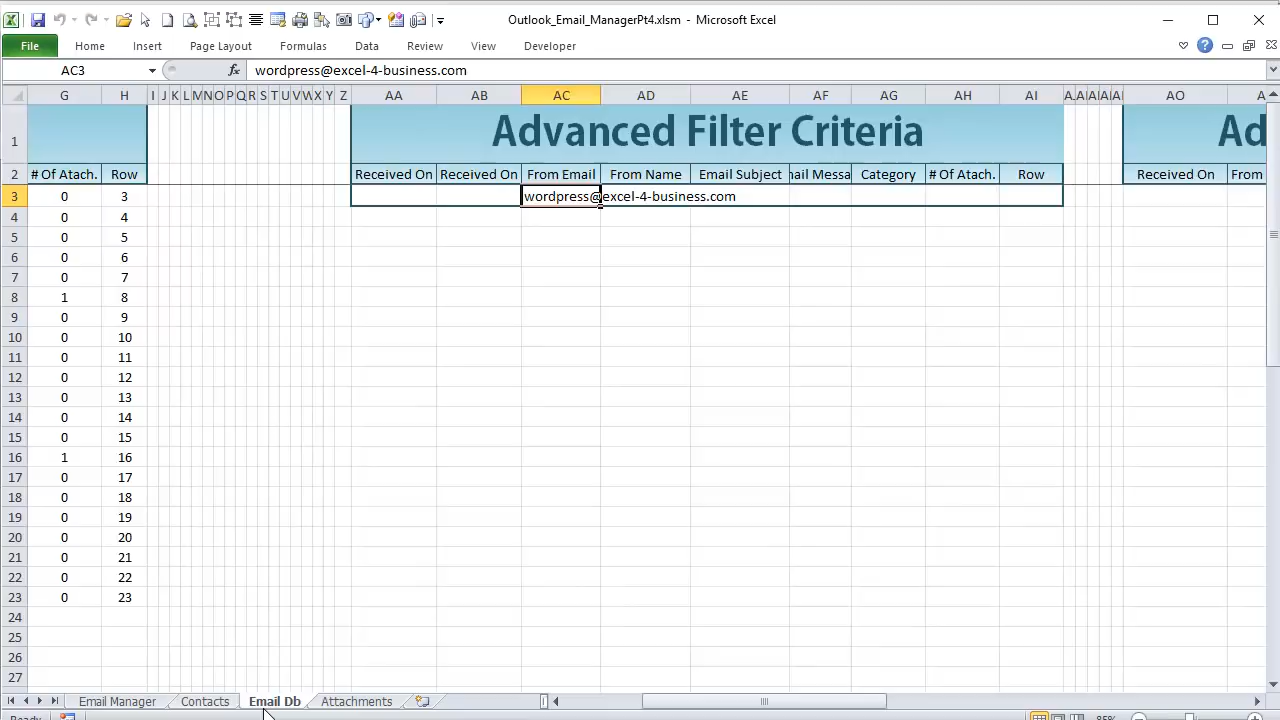 Outlook_Email_ManagerPt4.xlsm - Microsoft Excel
File Home Insert Page Layout Formulas Data Review View Developer
AC3 fx wordpress@excel-4-business.com
G H I J K L M N O P Q R S T U V W X Y Z AA AB AC AD AE AF AG AH AI AO
1 Advanced Filter Criteria Ad
2 # Of Atach. Row Received On Received On From Email From Name Email Subject nail Messa Category # Of Atach. Row Received On From
3 0 3 wordpress@excel-4-business.com
4 0 4
5 0 5
6 0 6
7 0 7
8 1 8
9 0 9
10 0 10
11 0 11
12 0 12
13 0 13
14 0 14
15 0 15
16 1 16
17 0 17
18 0 18
19 0 19
20 0 20
21 0 21
22 0 22
23 0 23
24
25
26
27
Email Manager Contacts Email Db Attachments
Ready 85%